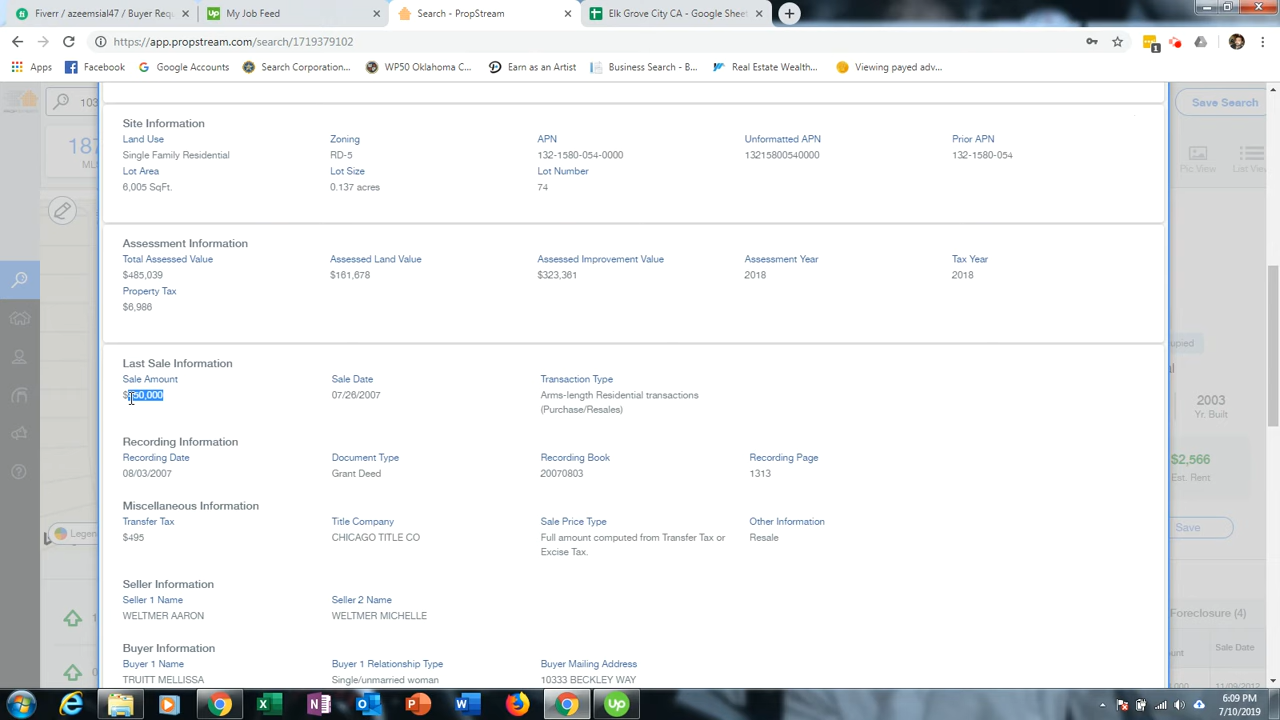 Fiverr / azeensial47 / Buyer Requ
My Job Feed
Search - PropStream
Elk Grove City CA - Google Sheet
https://app.propstream.com/search/1719379102
Apps
Facebook
Google Accounts
Search Corporation...
WP50 Oklahoma C...
Earn as an Artist
Business Search - B...
Real Estate Wealth...
Viewing payed adv...
Save Search
Site Information
Land Use
Zoning
APN
Unformatted APN
Prior APN
Single Family Residential
RD-5
132-1580-054-0000
13215800540000
132-1580-054
Lot Area
Lot Size
Lot Number
6,005 SqFt.
0.137 acres
74
Pic View
List View
103
187
Assessment Information
Total Assessed Value
Assessed Land Value
Assessed Improvement Value
Assessment Year
Tax Year
$485,039
$161,678
$323,361
2018
2018
Property Tax
$6,986
Last Sale Information
Sale Amount
Sale Date
Transaction Type
07/26/2007
Arms-length Residential transactions
(Purchase/Resales)
Recording Information
Recording Date
Document Type
Recording Book
Recording Page
08/03/2007
Grant Deed
20070803
1313
Miscellaneous Information
Transfer Tax
Title Company
Sale Price Type
Other Information
$495
CHICAGO TITLE CO
Full amount computed from Transfer Tax or
Excise Tax.
Resale
Seller Information
Seller 1 Name
Seller 2 Name
WELTMER AARON
WELTMER MICHELLE
Buyer Information
Buyer 1 Name
Buyer 1 Relationship Type
Buyer Mailing Address
TRUITT MELLISSA
Single/unmarried woman
10333 BECKLEY WAY
2003
Yr. Built
$2,566
Est. Rent
Save
Foreclosure (4)
Sale Date
Legen
6:09 PM
7/10/2019